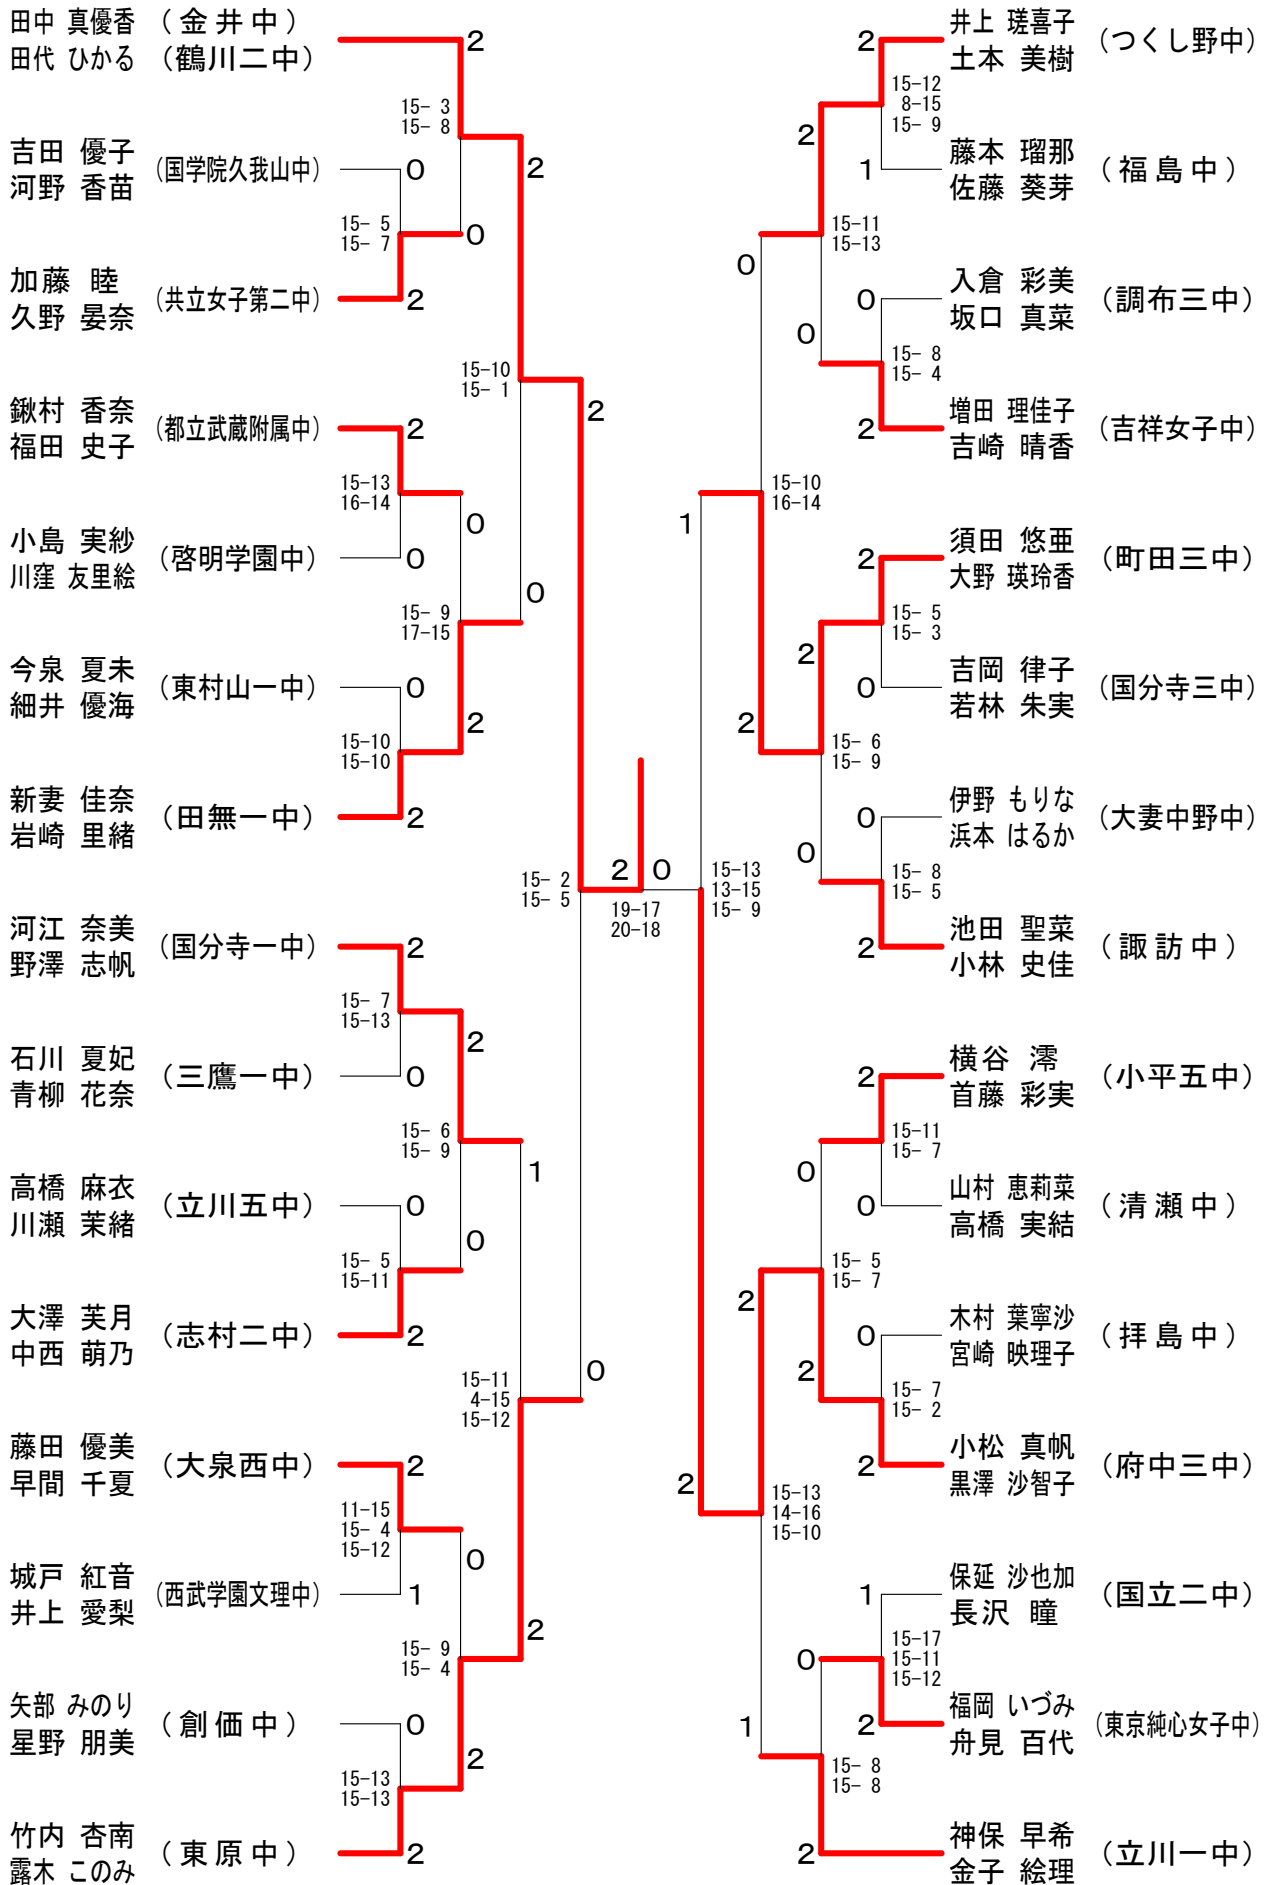 田中 真優香 (金井中)
田代 ひかる (鶴川二中)
2
15- 3
15- 8
吉田 優子
河野 香苗
(国学院久我山中)
0
2
15- 5
15- 7
0
加藤 睦
久野 晏奈
(共立女子第二中)
2
15-10
15- 1
2
鍬村 香奈
福田 史子
(都立武蔵附属中)
2
15-13
16-14
0
小島 実紗
川窪 友里絵
(啓明学園中)
0
0
15- 9
17-15
今泉 夏未
細井 優海
(東村山一中)
0
2
15-10
15-10
新妻 佳奈
岩崎 里緒
(田無一中)
2
15- 2
15- 5
2 0
19-17
20-18
河江 奈美
野澤 志帆
(国分寺一中)
2
15- 7
15-13
2
石川 夏妃
青柳 花奈
(三鷹一中)
0
15- 6
15- 9
1
高橋 麻衣
川瀬 茉緒
(立川五中)
0
0
15- 5
15-11
大澤 芙月
中西 萌乃
(志村二中)
2
15-11
4-15
15-12
0
藤田 優美
早間 千夏
(大泉西中)
2
11-15
15- 4
15-12
0
城戸 紅音
井上 愛梨
(西武学園文理中)
1
2
15- 9
15- 4
矢部 みのり
星野 朋美
(創価中)
0
2
15-13
15-13
竹内 杏南
露木 このみ
(東原中)
2
2
井上 瑳喜子
土本 美樹
(つくし野中)
15-12
8-15
15- 9
2
1
藤本 瑠那
佐藤 葵芽
(福島中)
15-11
15-13
0
0
入倉 彩美
坂口 真菜
(調布三中)
0
15- 8
15- 4
2
増田 理佳子
吉崎 晴香
(吉祥女子中)
15-10
16-14
1
2
須田 悠亜
大野 瑛玲香
(町田三中)
15- 5
15- 3
2
0
吉岡 律子
若林 朱実
(国分寺三中)
2
15- 6
15- 9
0
伊野 もりな
浜本 はるか
(大妻中野中)
0
15- 8
15- 5
15-13
13-15
15- 9
2
池田 聖菜
小林 史佳
(諏訪中)
2
横谷 澪
首藤 彩実
(小平五中)
15-11
15- 7
0
0
山村 恵莉菜
高橋 実結
(清瀬中)
15- 5
15- 7
2
0
木村 葉寧沙
宮崎 映理子
(拝島中)
2
15- 7
15- 2
2
小松 真帆
黒澤 沙智子
(府中三中)
2
15-13
14-16
15-10
1
保延 沙也加
長沢 瞳
(国立二中)
15-17
15-11
15-12
0
2
福岡 いづみ
舟見 百代
(東京純心女子中)
1
15- 8
15- 8
2
神保 早希
金子 絵理
(立川一中)